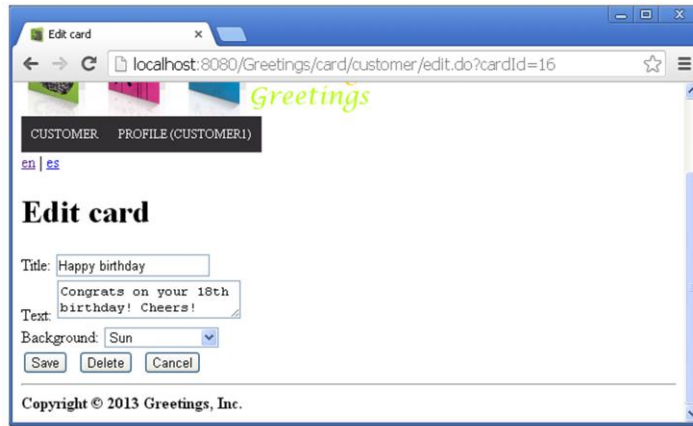 Edit card
localhost:8080/Greetings/card/customer/edit.do?cardId=16
Greetings
CUSTOMER PROFILE (CUSTOMER1)
en | es
Edit card
Title: Happy birthday
Text: Congrats on your 18th
birthday! Cheers!
Background: Sun
Save Delete Cancel
Copyright © 2013 Greetings, Inc.